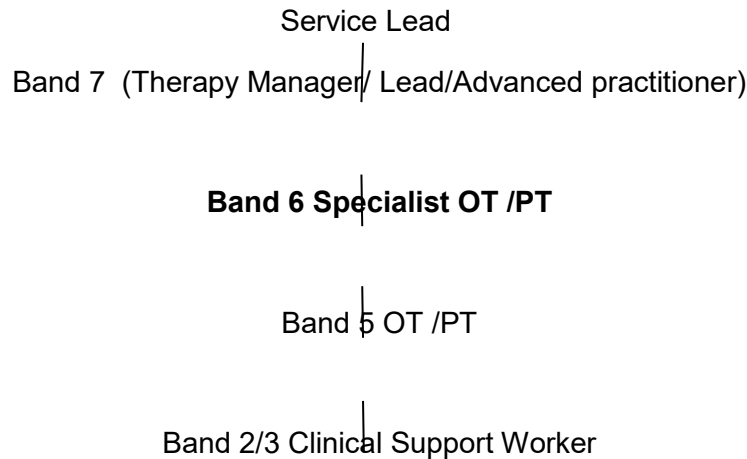 Service Lead
Band 7  (Therapy Manager/ Lead/Advanced practitioner)
Band 6 Specialist OT /PT
Band 5 OT /PT
Band 2/3 Clinical Support Worker